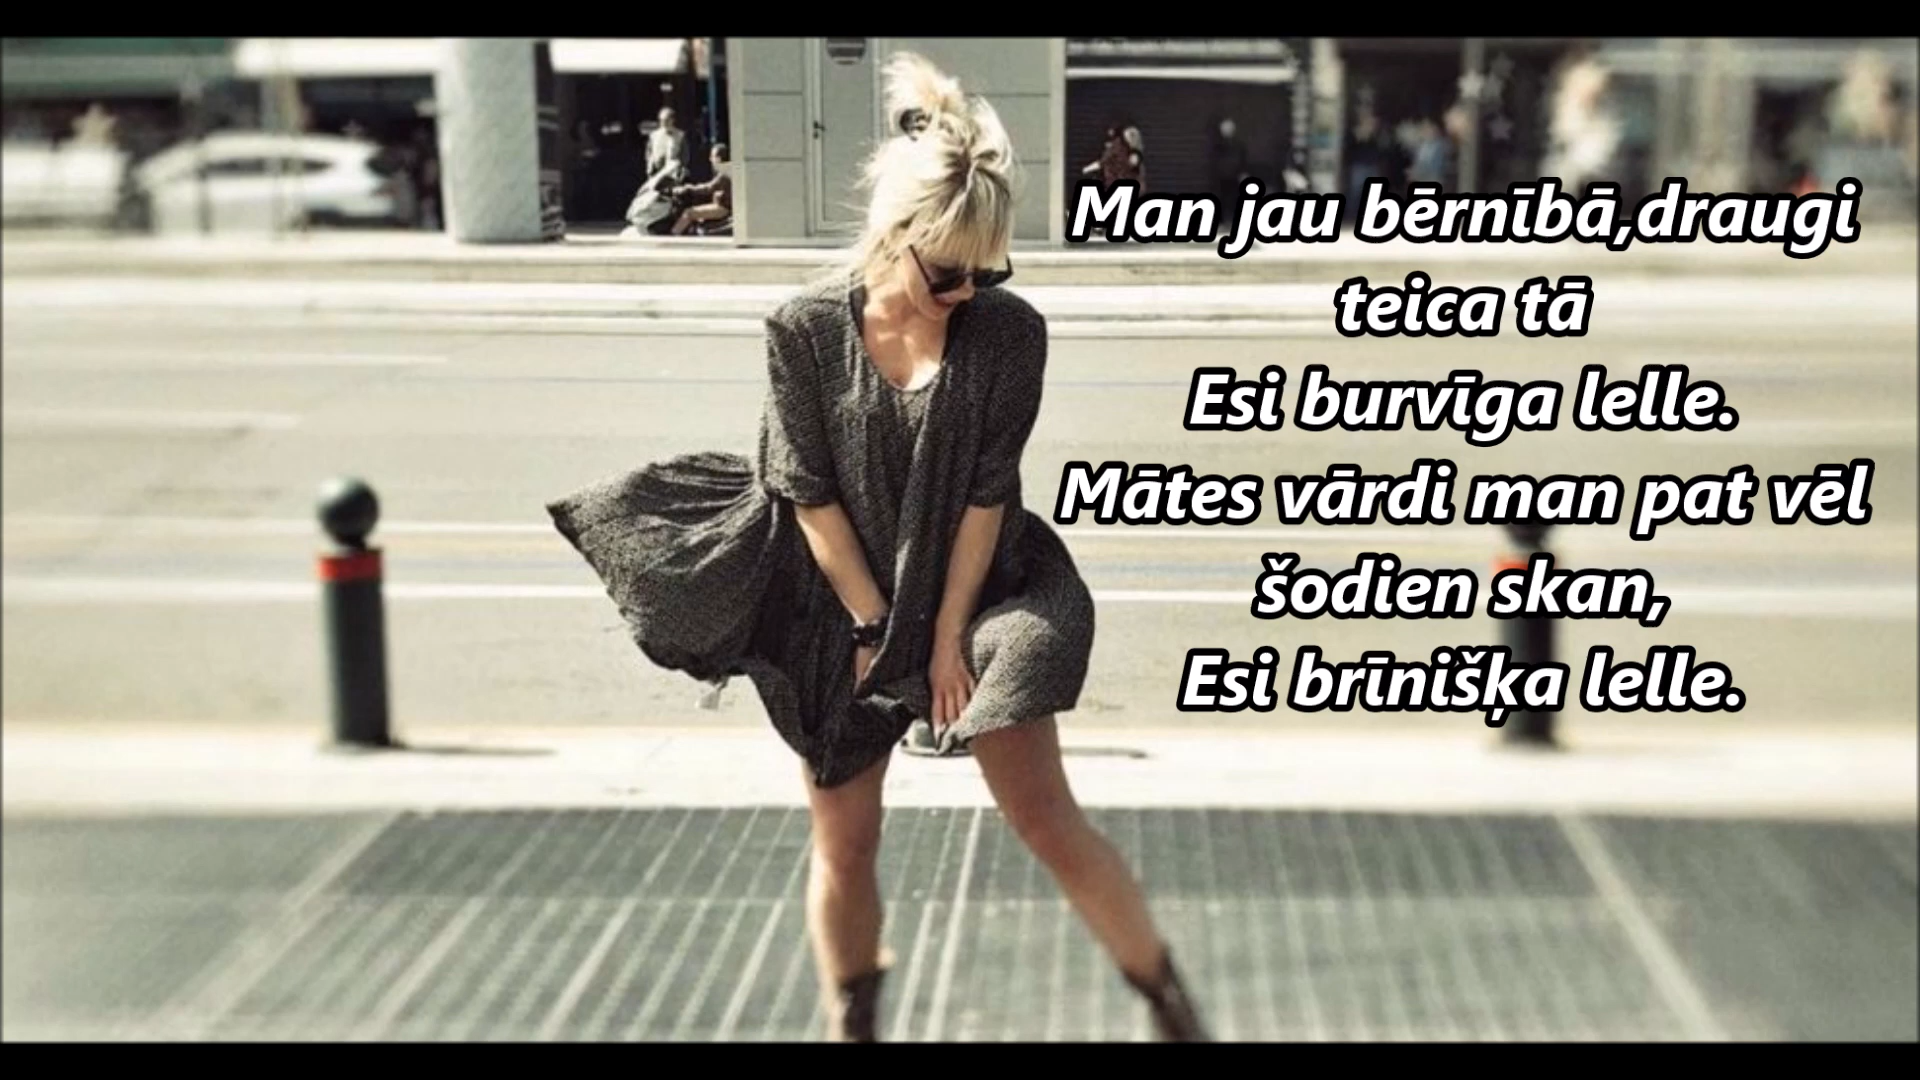 Man jau bērnībā,draugi
teica tā
Esi burvīga lelle.
Mātes vārdi man pat vēl
šodien skan,
Esi brīnišķa lelle.